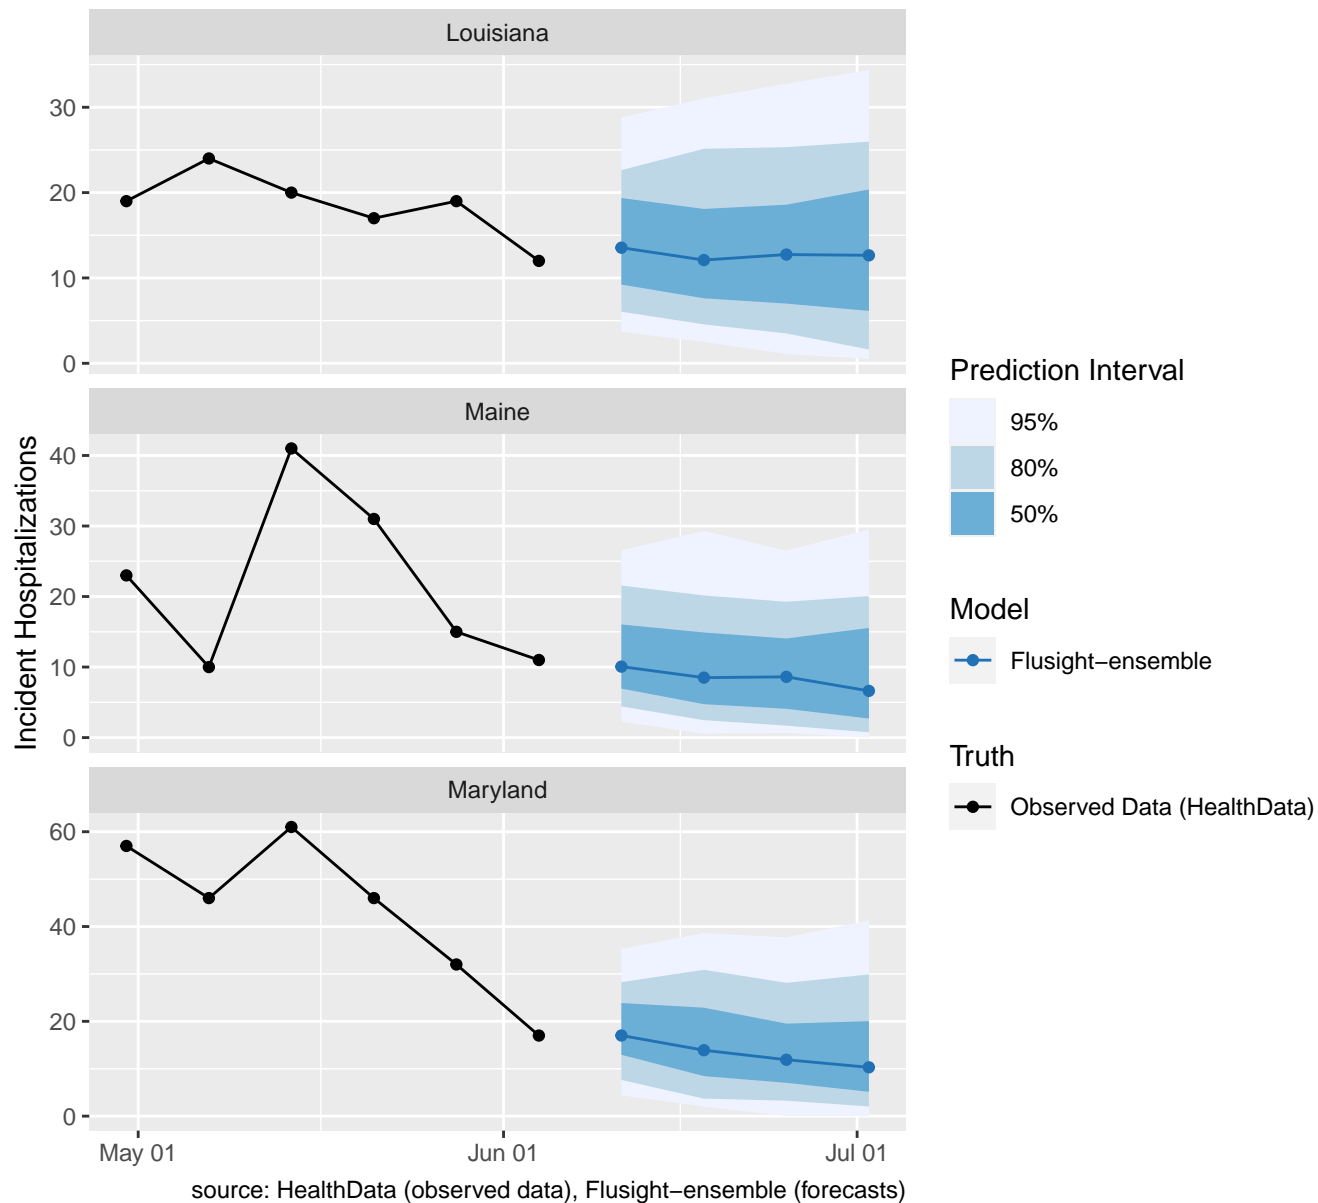 Louisiana
30
20
10
0
Maine
40
30
20
10
0
Maryland
60
40
20
0
May 01
Jun 01
Jul 01
Incident Hospitalizations
source: HealthData (observed data), Flusight−ensemble (forecasts)
Prediction Interval
95%
80%
50%
Model
Flusight−ensemble
Truth
Observed Data (HealthData)